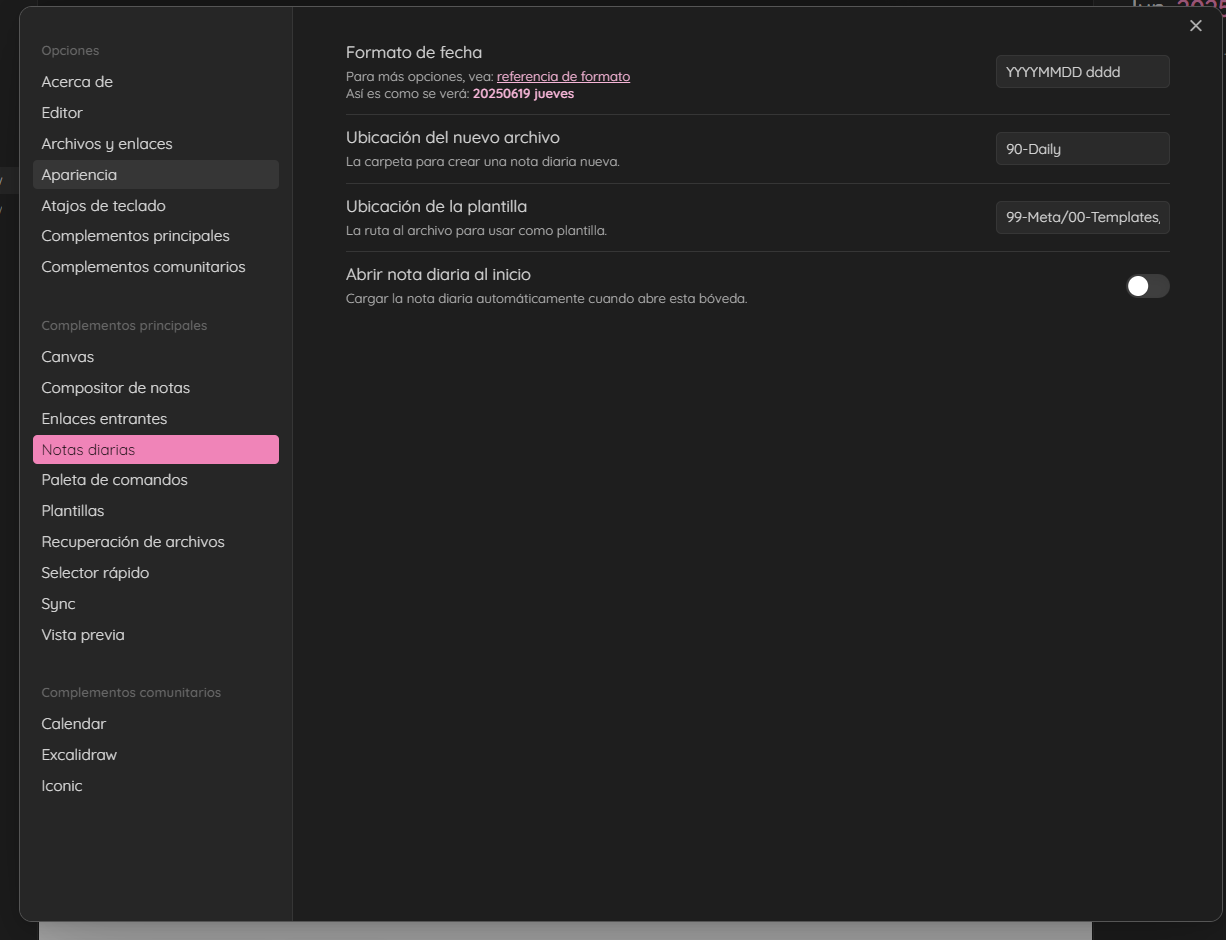 Opciones
Acerca de
Editor
Archivos y enlaces
Apariencia
Atajos de teclado
Complementos principales
Complementos comunitarios
Complementos principales
Canvas
Compositor de notas
Enlaces entrantes
Notas diarias
Paleta de comandos
Plantillas
Recuperación de archivos
Selector rápido
Sync
Vista previa
Complementos comunitarios
Calendar
Excalidraw
Iconic
Formato de fecha
Para más opciones, vea: referencia de formato
Así es como se verá: 20250619 jueves
YYYYMMDD dddd
Ubicación del nuevo archivo
La carpeta para crear una nota diaria nueva.
90-Daily
Ubicación de la plantilla
La ruta al archivo para usar como plantilla.
99-Meta/00-Templates,
Abrir nota diaria al inicio
Cargar la nota diaria automáticamente cuando abre esta bóveda.